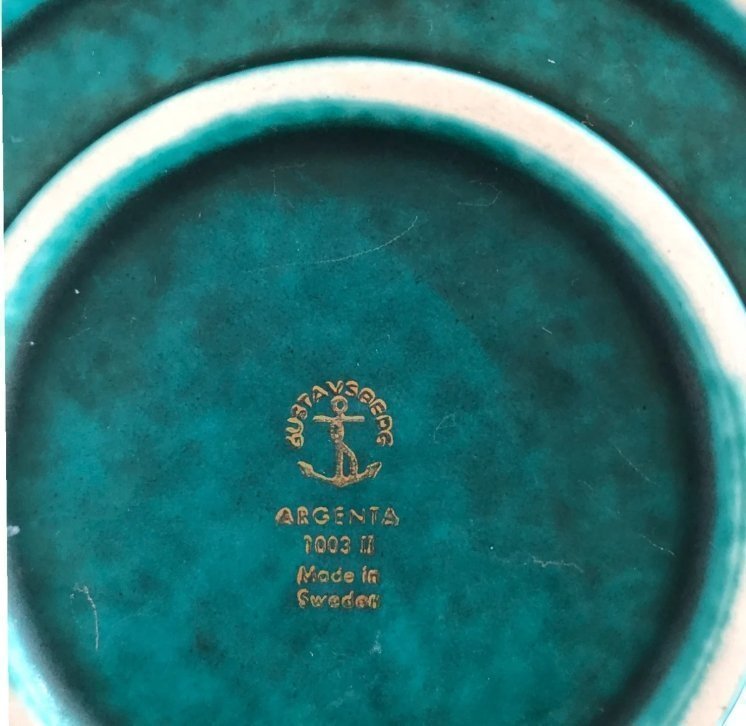 GUSTAVSBERG
ARGENTA
1003 II
Made in
Sweden